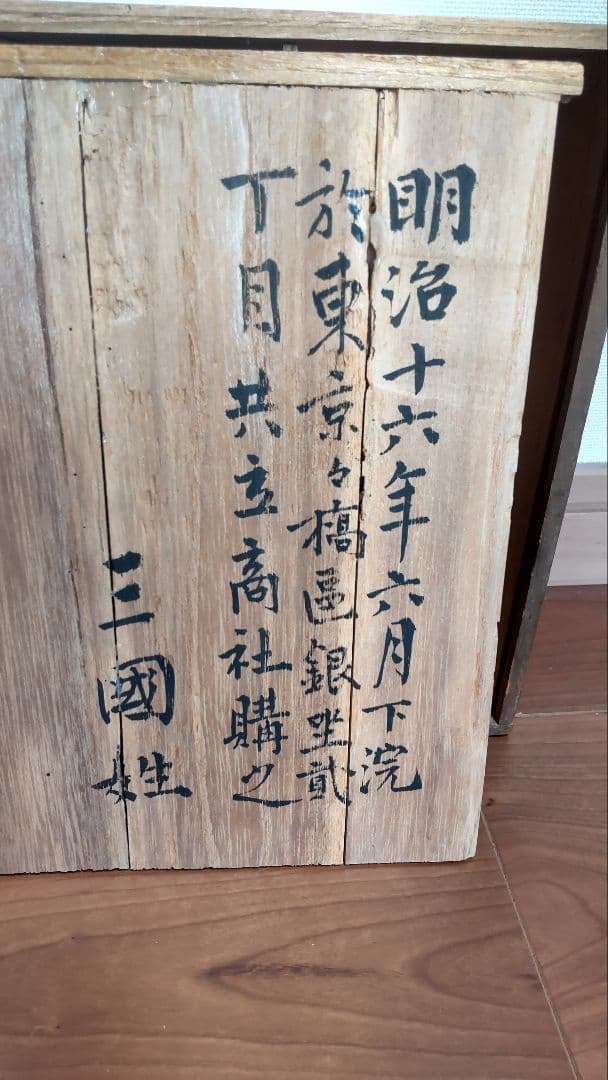 明治十六年六月下浣
於東京々橋區銀坐貮
丁目共立商社購之
三國姓